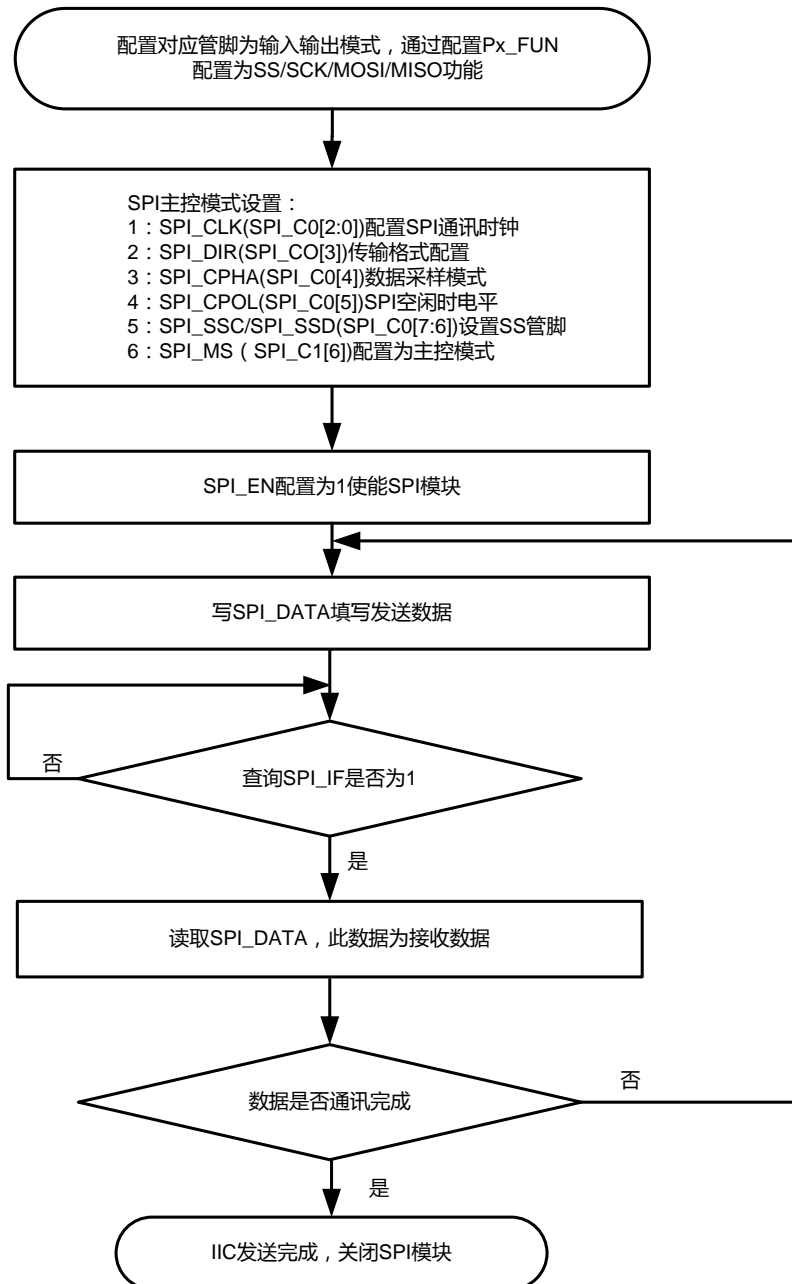 配置对应管脚为输入输出模式，通过配置Px_FUN
配置为SS/SCK/MOSI/MISO功能
SPI主控模式设置：
1：SPI_CLK(SPI_C0[2:0])配置SPI通讯时钟
2：SPI_DIR(SPI_CO[3])传输格式配置
3：SPI_CPHA(SPI_C0[4])数据采样模式
4：SPI_CPOL(SPI_C0[5])SPI空闲时电平
5：SPI_SSC/SPI_SSD(SPI_C0[7:6])设置SS管脚
6：SPI_MS（SPI_C1[6])配置为主控模式
SPI_EN配置为1使能SPI模块
写SPI_DATA填写发送数据
否
查询SPI_IF是否为1
是
读取SPI_DATA，此数据为接收数据
否
数据是否通讯完成
是
IIC发送完成，关闭SPI模块